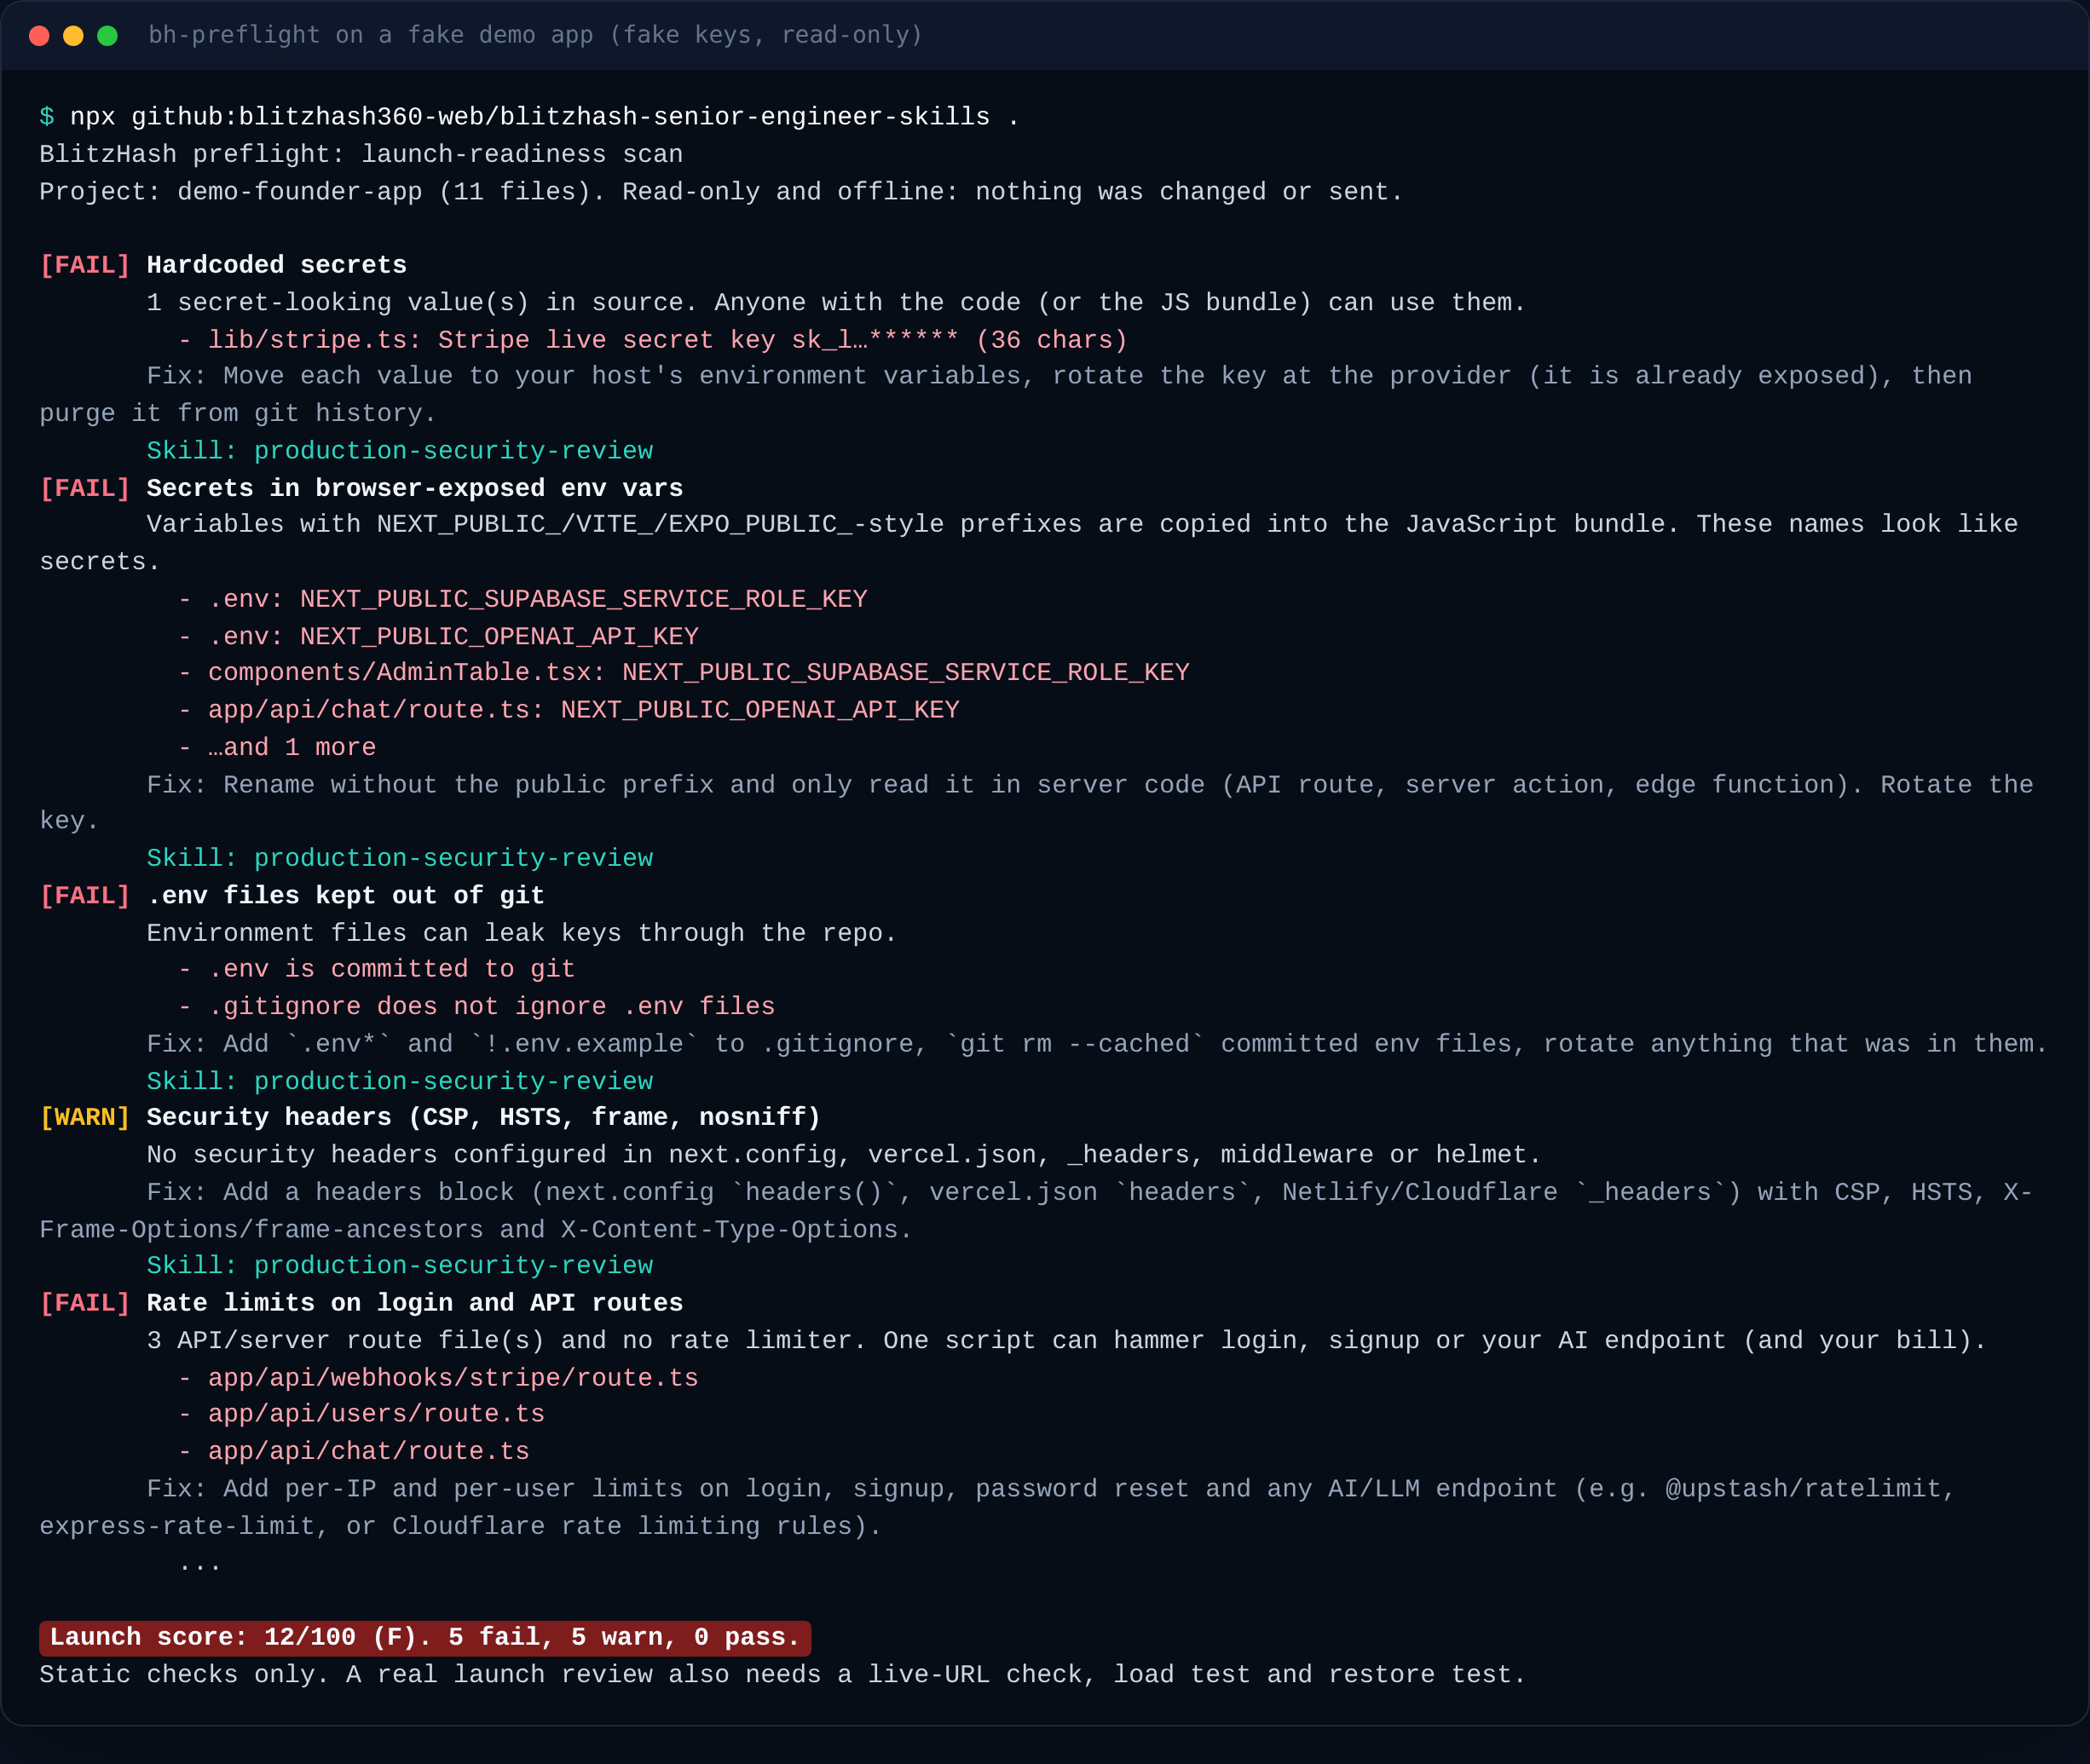 bh-preflight on a fake demo app (fake keys, read-only)
$ npx github:blitzhash360-web/blitzhash-senior-engineer-skills .
BlitzHash preflight: launch-readiness scan
Project: demo-founder-app (11 files). Read-only and offline: nothing was changed or sent.
[FAIL] Hardcoded secrets
1 secret-looking value(s) in source. Anyone with the code (or the JS bundle) can use them.
- lib/stripe.ts: Stripe live secret key sk_l…****** (36 chars)
Fix: Move each value to your host's environment variables, rotate the key at the provider (it is already exposed), then
purge it from git history.
Skill: production-security-review
[FAIL] Secrets in browser-exposed env vars
Variables with NEXT_PUBLIC_/VITE_/EXPO_PUBLIC_-style prefixes are copied into the JavaScript bundle. These names look like
secrets.
- .env: NEXT_PUBLIC_SUPABASE_SERVICE_ROLE_KEY
- .env: NEXT_PUBLIC_OPENAI_API_KEY
- components/AdminTable.tsx: NEXT_PUBLIC_SUPABASE_SERVICE_ROLE_KEY
- app/api/chat/route.ts: NEXT_PUBLIC_OPENAI_API_KEY
- …and 1 more
Fix: Rename without the public prefix and only read it in server code (API route, server action, edge function). Rotate the
key.
Skill: production-security-review
[FAIL] .env files kept out of git
Environment files can leak keys through the repo.
- .env is committed to git
- .gitignore does not ignore .env files
Fix: Add `.env*` and `!.env.example` to .gitignore, `git rm --cached` committed env files, rotate anything that was in them.
Skill: production-security-review
[WARN] Security headers (CSP, HSTS, frame, nosniff)
No security headers configured in next.config, vercel.json, _headers, middleware or helmet.
Fix: Add a headers block (next.config `headers()`, vercel.json `headers`, Netlify/Cloudflare `_headers`) with CSP, HSTS, X-
Frame-Options/frame-ancestors and X-Content-Type-Options.
Skill: production-security-review
[FAIL] Rate limits on login and API routes
3 API/server route file(s) and no rate limiter. One script can hammer login, signup or your AI endpoint (and your bill).
- app/api/webhooks/stripe/route.ts
- app/api/users/route.ts
- app/api/chat/route.ts
Fix: Add per-IP and per-user limits on login, signup, password reset and any AI/LLM endpoint (e.g. @upstash/ratelimit,
express-rate-limit, or Cloudflare rate limiting rules).
...
Launch score: 12/100 (F). 5 fail, 5 warn, 0 pass.
Static checks only. A real launch review also needs a live-URL check, load test and restore test.